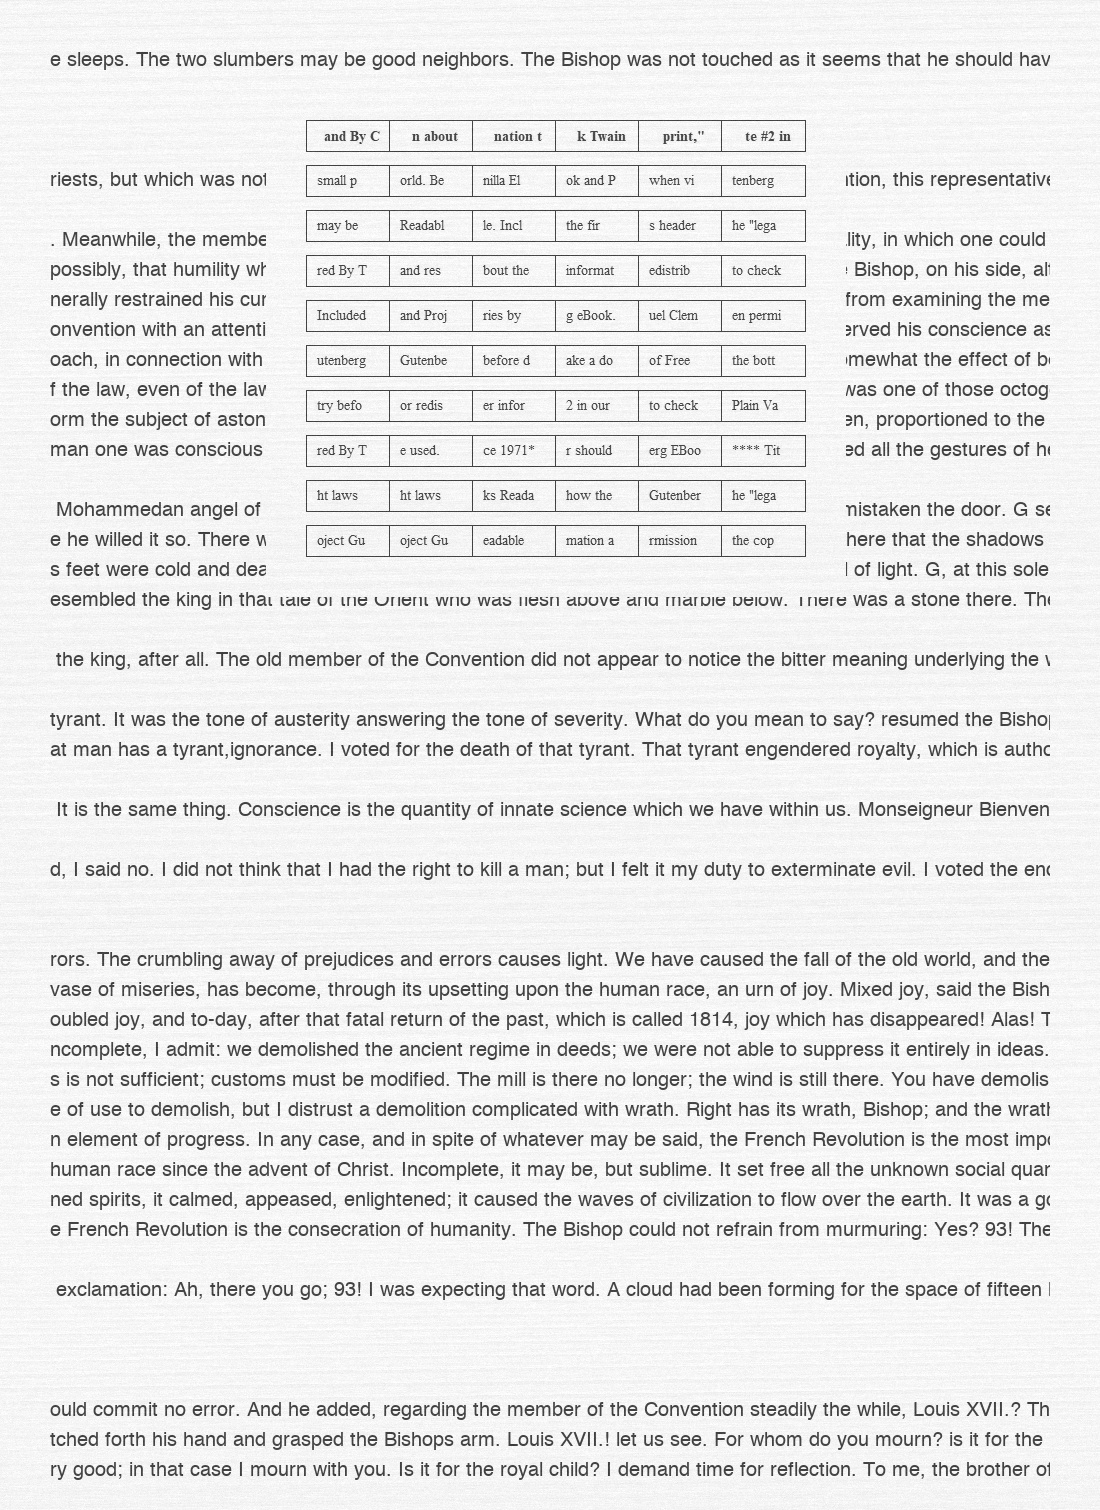 e sleeps. The two slumbers may be good neighbors. The Bishop was not touched as it seems that he should hav
and By C n about nation t k Twain print," te #2 in
small p orld. Be nilla El ok and P when vi tenberg
may be Readabl le. Incl the fir s header he "lega
red By T and res bout the informat edistrib to check
Included and Proj ries by g eBook. uel Clem en permi
utenberg Gutenbe before d ake a do of Free the bott
try befo or redis er infor 2 in our to check Plain Va
red By T e used. ce 1971* r should erg EBoo **** Tit
ht laws ht laws ks Reada how the Gutenber he "lega
oject Gu oject Gu eadable mation a rmission the cop
riests, but which was not
. Meanwhile, the membe
possibly, that humility wh
nerally restrained his cur
onvention with an attenti
oach, in connection with
f the law, even of the law
orm the subject of aston
man one was conscious
Mohammedan angel of
e he willed it so. There w
s feet were cold and dea
ntion, this representative
lity, in which one could
Bishop, on his side, alt
from examining the me
erved his conscience as
omewhat the effect of be
was one of those octog
en, proportioned to the
ed all the gestures of he
mistaken the door. G se
here that the shadows
of light. G, at this sole
esembled the king in that tale of the Orient who was flesh above and marble below. There was a stone there. The
the king, after all. The old member of the Convention did not appear to notice the bitter meaning underlying the w
tyrant. It was the tone of austerity answering the tone of severity. What do you mean to say? resumed the Bishop
at man has a tyrant,ignorance. I voted for the death of that tyrant. That tyrant engendered royalty, which is autho
It is the same thing. Conscience is the quantity of innate science which we have within us. Monseigneur Bienven
d, I said no. I did not think that I had the right to kill a man; but I felt it my duty to exterminate evil. I voted the end
rors. The crumbling away of prejudices and errors causes light. We have caused the fall of the old world, and the
vase of miseries, has become, through its upsetting upon the human race, an urn of joy. Mixed joy, said the Bish
oubled joy, and to-day, after that fatal return of the past, which is called 1814, joy which has disappeared! Alas! T
ncomplete, I admit: we demolished the ancient regime in deeds; we were not able to suppress it entirely in ideas.
s is not sufficient; customs must be modified. The mill is there no longer; the wind is still there. You have demolis
e of use to demolish, but I distrust a demolition complicated with wrath. Right has its wrath, Bishop; and the wrath
n element of progress. In any case, and in spite of whatever may be said, the French Revolution is the most impo
human race since the advent of Christ. Incomplete, it may be, but sublime. It set free all the unknown social quan
ned spirits, it calmed, appeased, enlightened; it caused the waves of civilization to flow over the earth. It was a go
e French Revolution is the consecration of humanity. The Bishop could not refrain from murmuring: Yes? 93! The
exclamation: Ah, there you go; 93! I was expecting that word. A cloud had been forming for the space of fifteen
ould commit no error. And he added, regarding the member of the Convention steadily the while, Louis XVII.? Th
tched forth his hand and grasped the Bishops arm. Louis XVII.! let us see. For whom do you mourn? is it for the
ry good; in that case I mourn with you. Is it for the royal child? I demand time for reflection. To me, the brother of